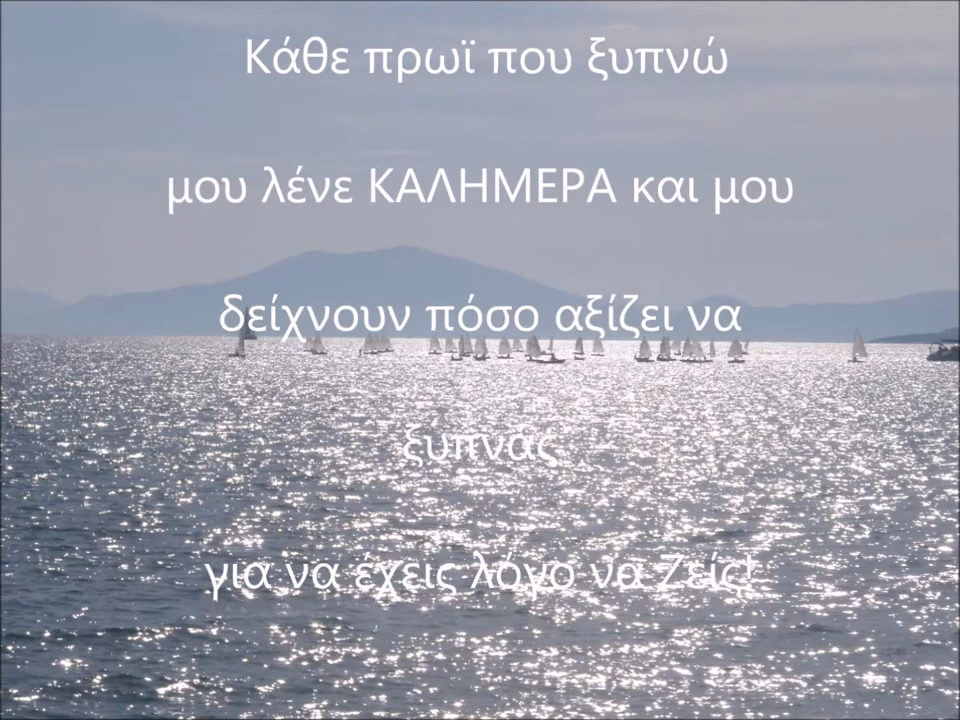 Κάθε πρωϊ που ξυπνώ
μου λένε ΚΑΛΗΜΕΡΑ και μου
δείχνουν πόσο αξίζει να
ξυπνάς
για να έχεις λόγο να Ζείς!